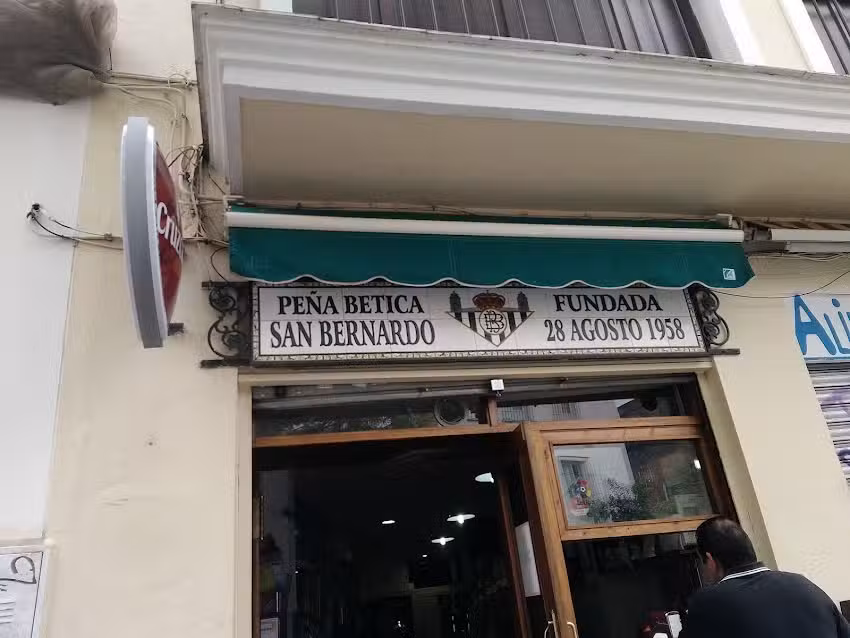 PEÑA BETICA
SAN BERNARDO
FUNDADA
28 AGOSTO 1958